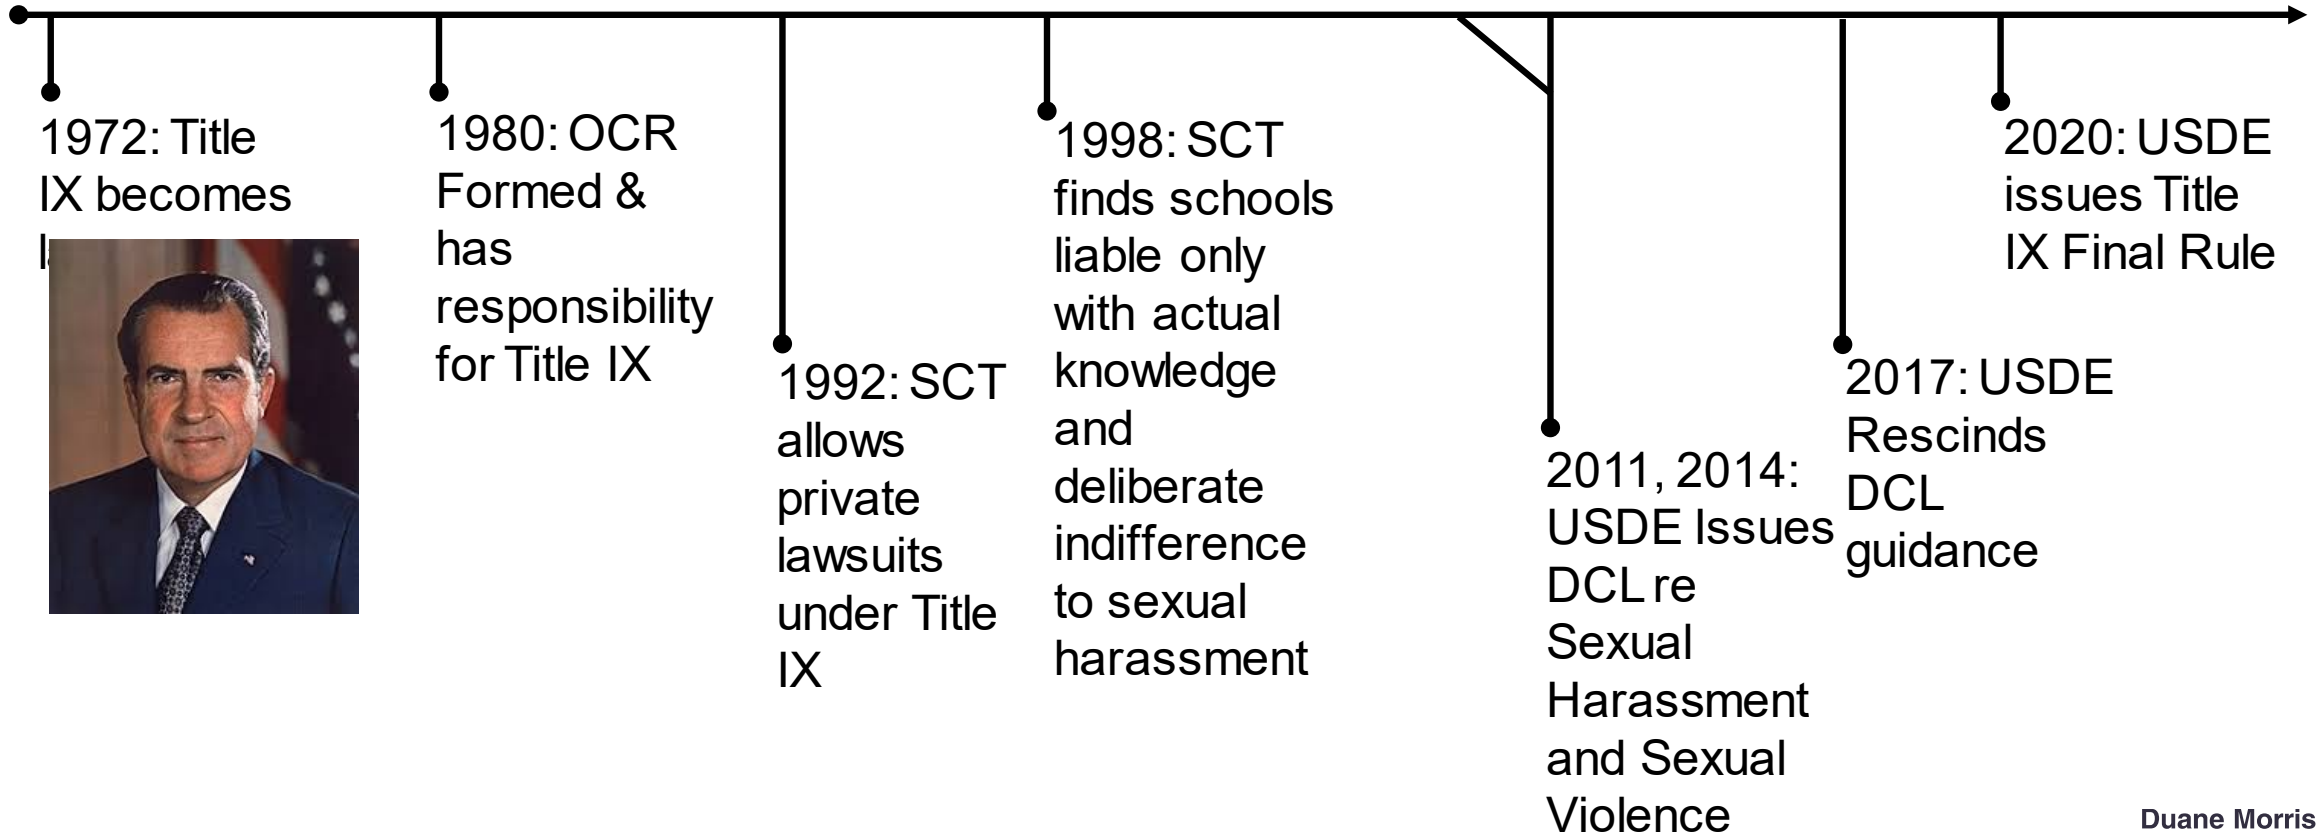 1972: Title
IX becomes
1980: OCR
Formed &
has
responsibility
for Title IX
1992: SCT
allows
private
lawsuits
under Title
IX
1998: SCT
finds schools
liable only
with actual
knowledge
and
deliberate
indifference
to sexual
harassment
2011, 2014:
USDE Issues
DCL re
Sexual
Harassment
and Sexual
Violence
2017: USDE
Rescinds
DCL
guidance
2020: USDE
issues Title
IX Final Rule
Duane Morris